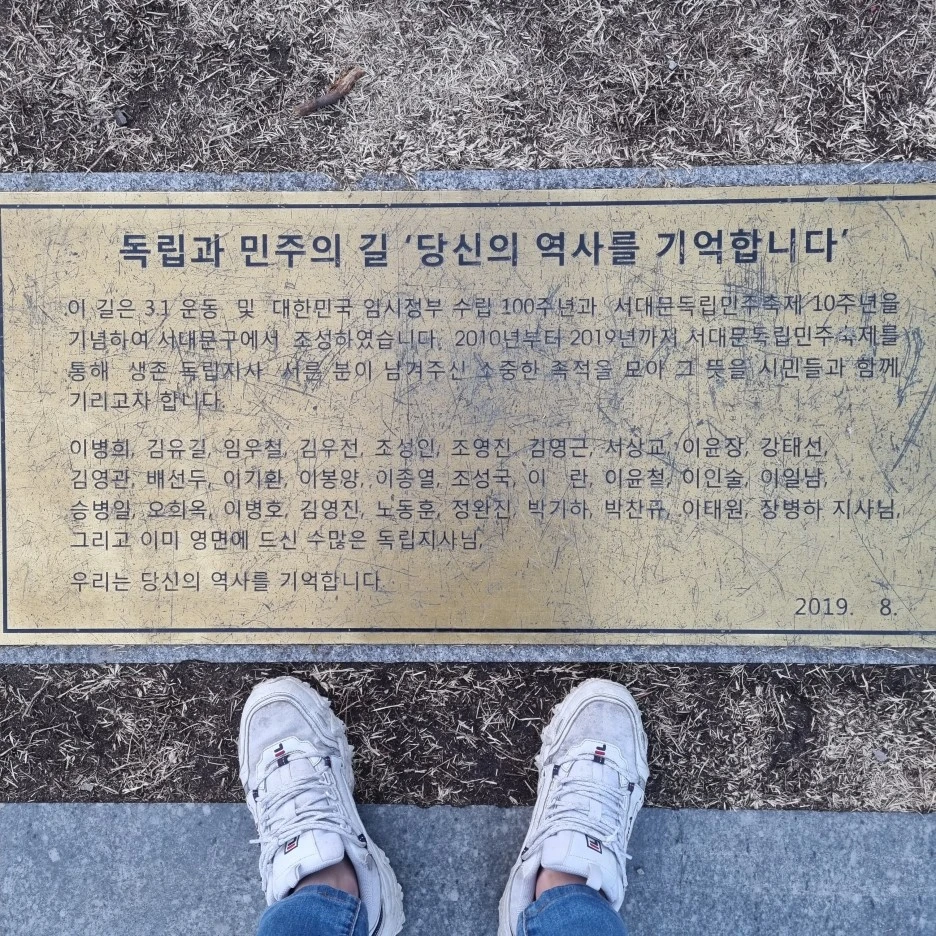 독립과 민주의 길 ‘당신의 역사를 기억합니다’
이 길은 3.1 운동 및 대한민국 임시정부 수립 100주년과 서대문독립민주축제 10주년을
기념하여 서대문구에서 조성하였습니다. 2010년부터 2019년까지 서대문독립민주축제를
통해 생존 독립지사 서른 분이 남겨주신 소중한 족적을 모아 그 뜻을 시민들과 함께
기리고자 합니다.
이병희, 김유길, 임우철, 김우전, 조성인, 조영진, 김영근, 서상교, 이윤장, 강태선,
김영관, 배선두, 이기환, 이봉양, 이종열, 조성국, 이 란, 이윤철, 이인술, 이일남,
승병일, 오희옥, 이병호, 김영진, 노동훈, 정완진, 박기하, 박찬규, 이태원, 장병하 지사님,
그리고 이미 영면에 드신 수많은 독립지사님,
우리는 당신의 역사를 기억합니다.
2019. 8.
FILA
FILA